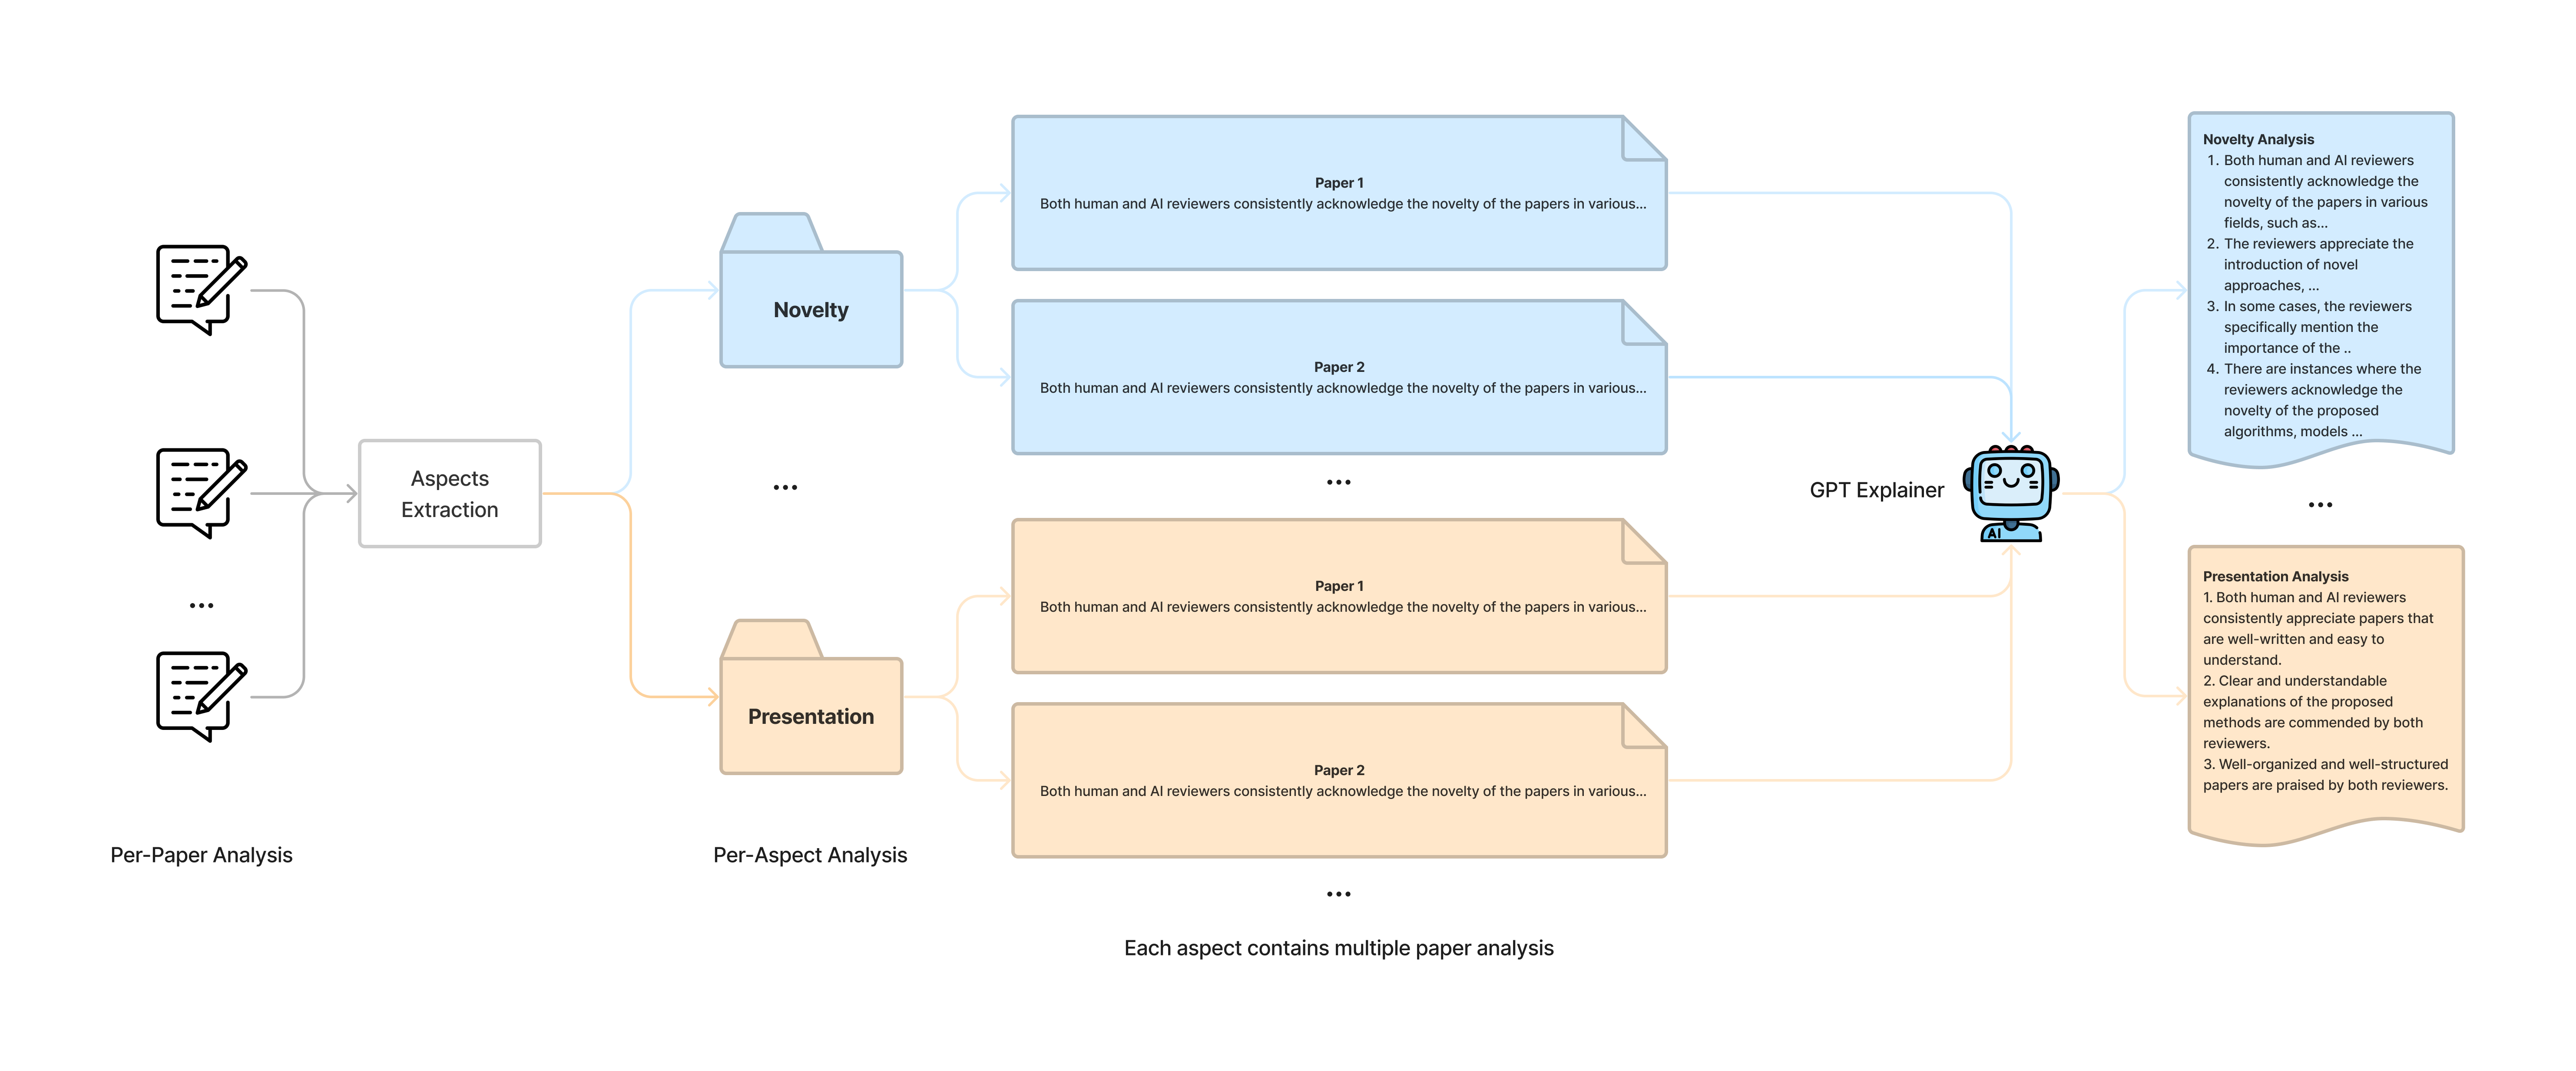 Per-Paper Analysis
Aspects
Extraction
Novelty
...
Presentation
Per-Aspect Analysis
Paper 1
Both human and AI reviewers consistently acknowledge the novelty of the papers in various...
Paper 2
Both human and AI reviewers consistently acknowledge the novelty of the papers in various...
...
Paper 1
Both human and AI reviewers consistently acknowledge the novelty of the papers in various...
Paper 2
Both human and AI reviewers consistently acknowledge the novelty of the papers in various...
...
Each aspect contains multiple paper analysis
GPT Explainer
AI
Novelty Analysis
1. Both human and AI reviewers
consistently acknowledge the
novelty of the papers in various
fields, such as...
2. The reviewers appreciate the
introduction of novel
approaches, ...
3. In some cases, the reviewers
specifically mention the
importance of the ..
4. There are instances where the
reviewers acknowledge the
novelty of the proposed
algorithms, models ...
...
Presentation Analysis
1. Both human and AI reviewers
consistently appreciate papers that
are well-written and easy to
understand.
2. Clear and understandable
explanations of the proposed
methods are commended by both
reviewers.
3. Well-organized and well-structured
papers are praised by both reviewers.